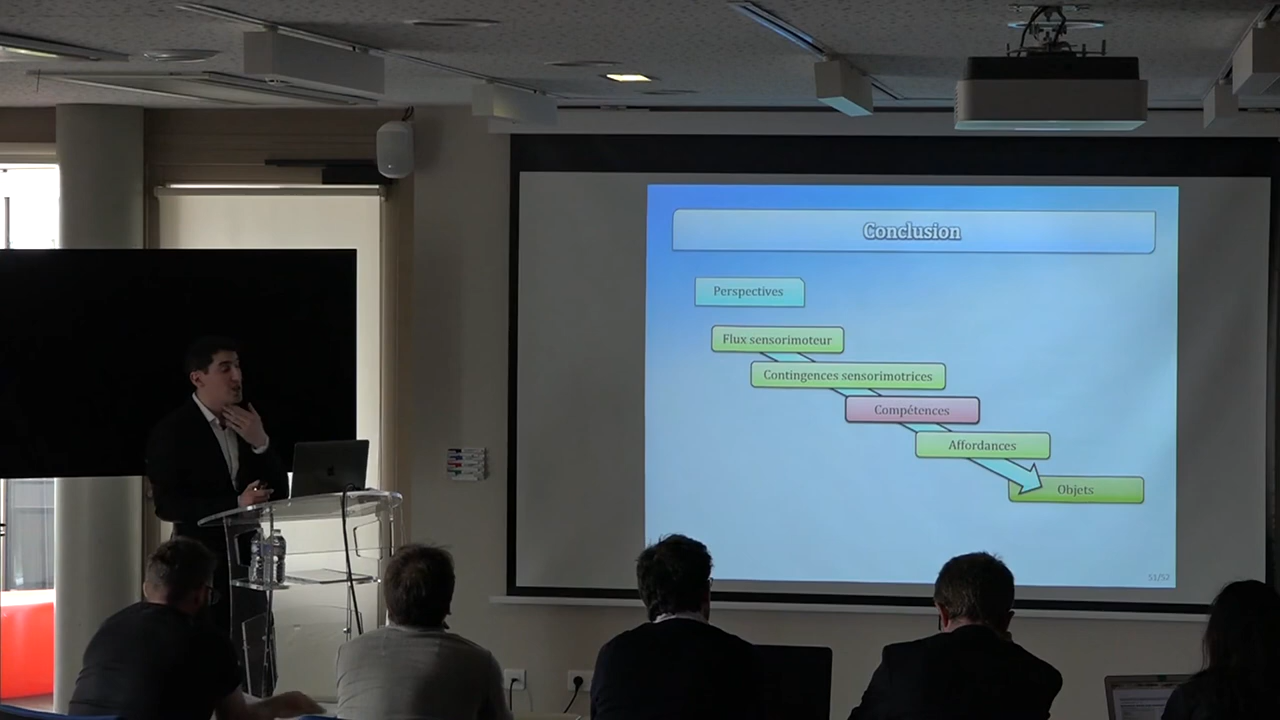 Conclusion
Perspectives
Flux sensorimoteur
Contingences sensorimotrices
Compétences
Affordances
Objets
51/52